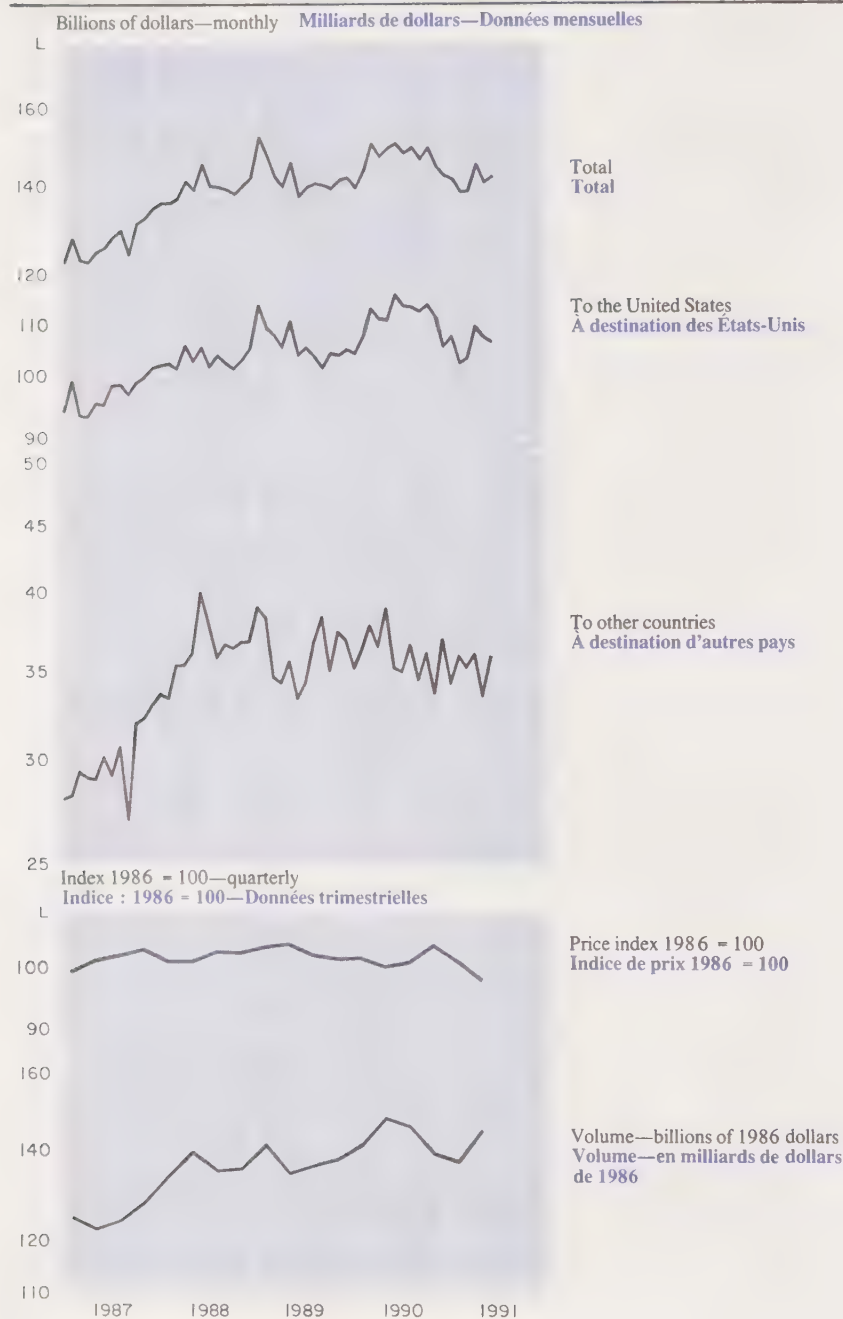 Billions of dollars—monthly Milliards de dollars—Données mensuelles
L
160
140
120
110
100
90
50
45
40
35
30
25
Total
Total
To the United States
À destination des États-Unis
To other countries
À destination d'autres pays
Index 1986 = 100—quarterly
Indice : 1986 = 100—Données trimestrielles
L
100
90
160
140
120
110
Price index 1986 = 100
Indice de prix 1986 = 100
Volume—billions of 1986 dollars
Volume—en milliards de dollars
de 1986
1987 1988 1989 1990 1991